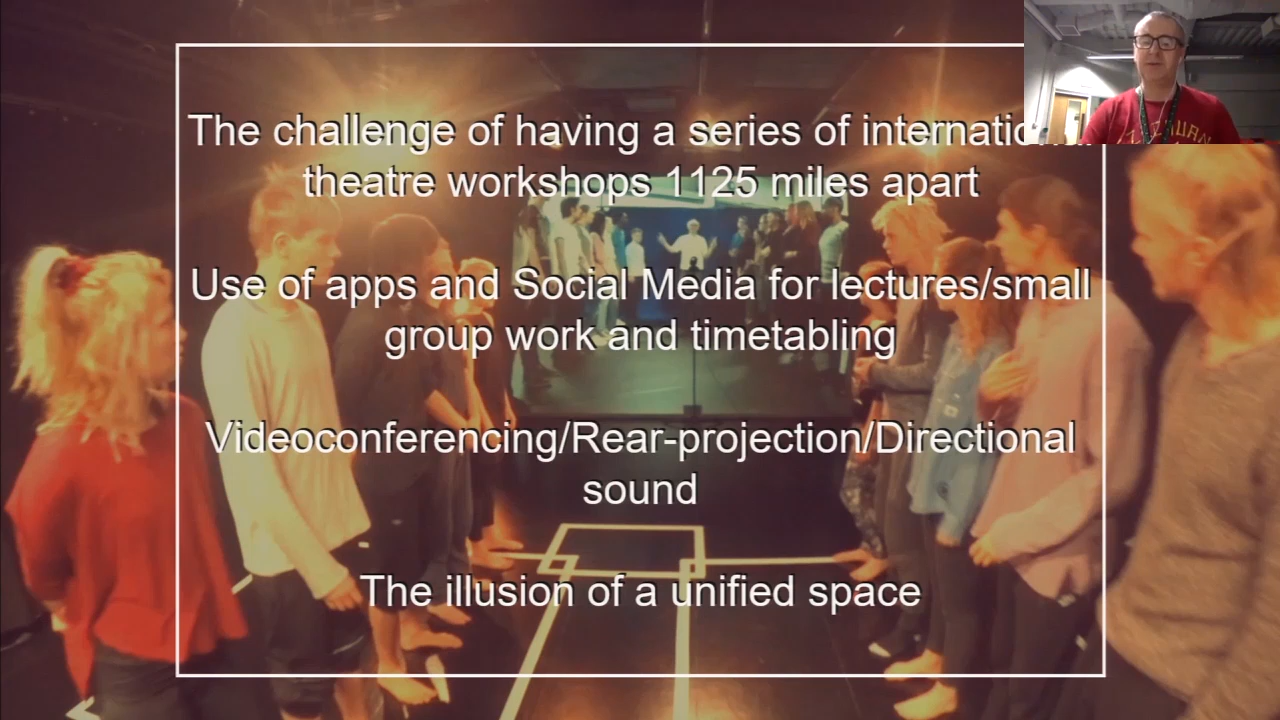 The challenge of having a series of
theatre workshops 1125 miles apart
Use of apps and Social Media for lectures/small
group work and timetabling
Videoconferencing/Rear-projection/Directional
sound
The illusion of a unified space